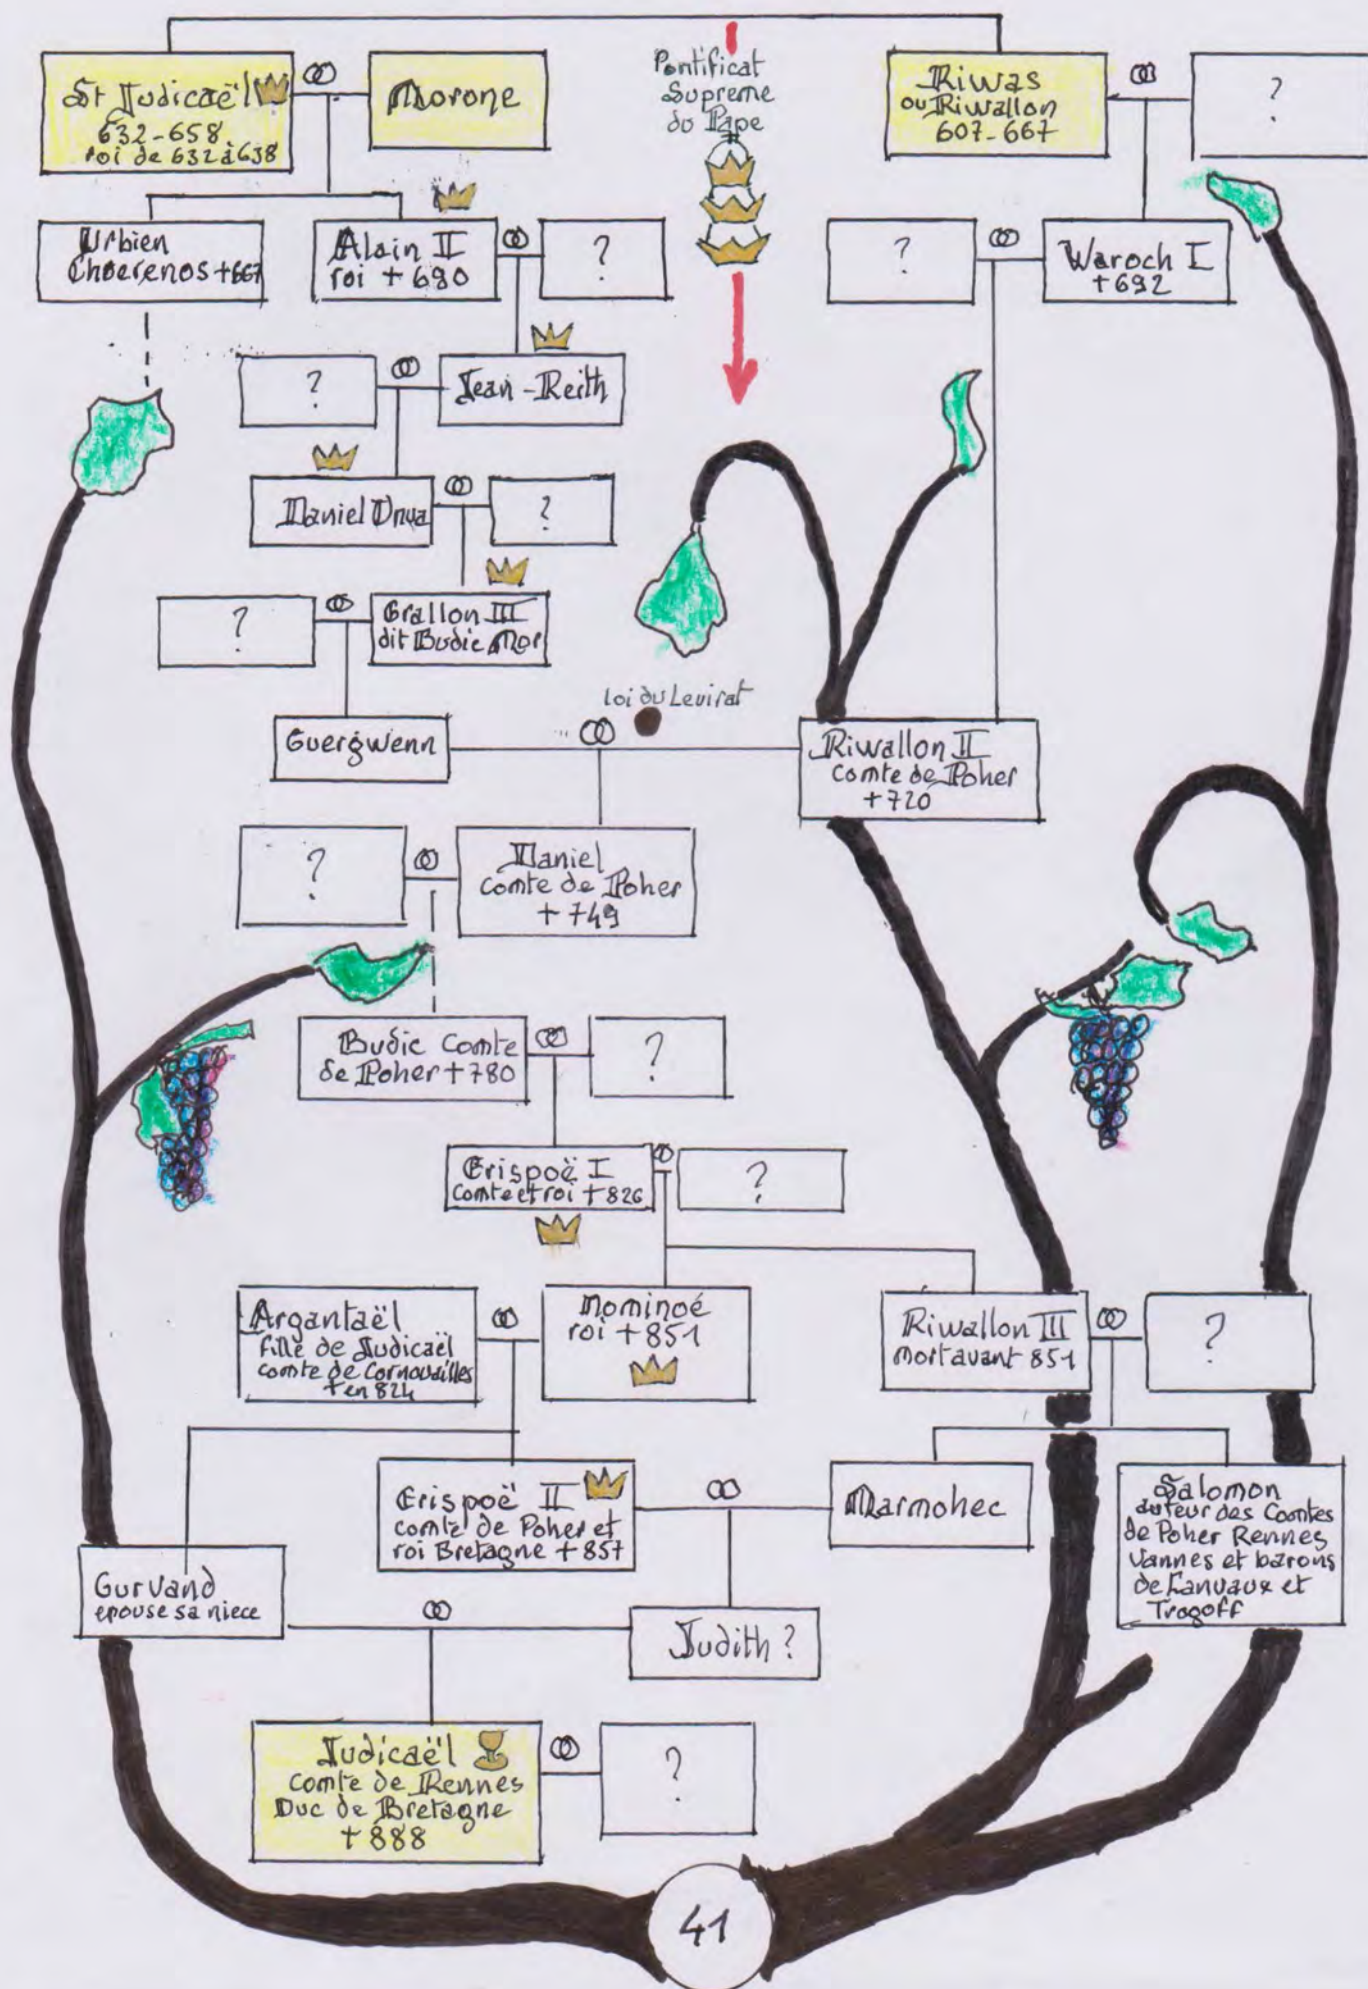 St Judicaël
632-658
roi de 632 à 638
Morone
Pontificat
Supreme
du Pape
Riwas
ou Riwallon
607-667
?
Urbien
Choerenos +667
Alain II
roi +690
?
?
Waroch I
+692
?
Jean-Reith
Daniel Drua
?
?
Grallon III
dit Budic Mor
loi du Levirat
Guergwenn
Riwallon II
comte de Poher
+720
?
Daniel
comte de Poher
+749
Budic Comte
de Poher +780
?
Erispoë I
Comte et roi +826
?
Argantaël
fille de Judicaël
comte de Cornouailles
+ en 824
Nominoé
roi +851
Riwallon III
mort avant 851
?
Erispoë II
comte de Poher et
roi Bretagne +857
Marmohec
Salomon
auteur des Comtes
de Poher Rennes
Vannes et barons
de Lanvaux et
Trogoff
Gurvand
epouse sa niece
Judith ?
Judicaël
comte de Rennes
Duc de Bretagne
+888
?
41